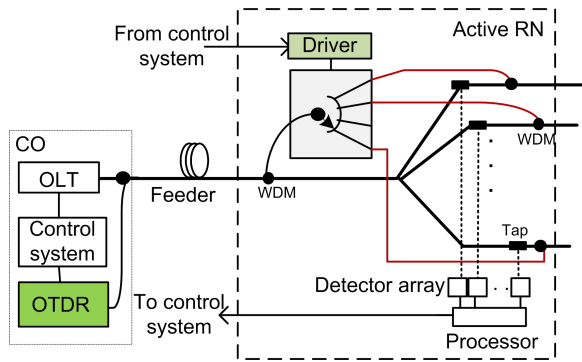 From control
system
Driver
Active RN
CO
OLT
Feeder
WDM
WDM
Control
system
Tap
OTDR
To control
system
Detector array
Processor